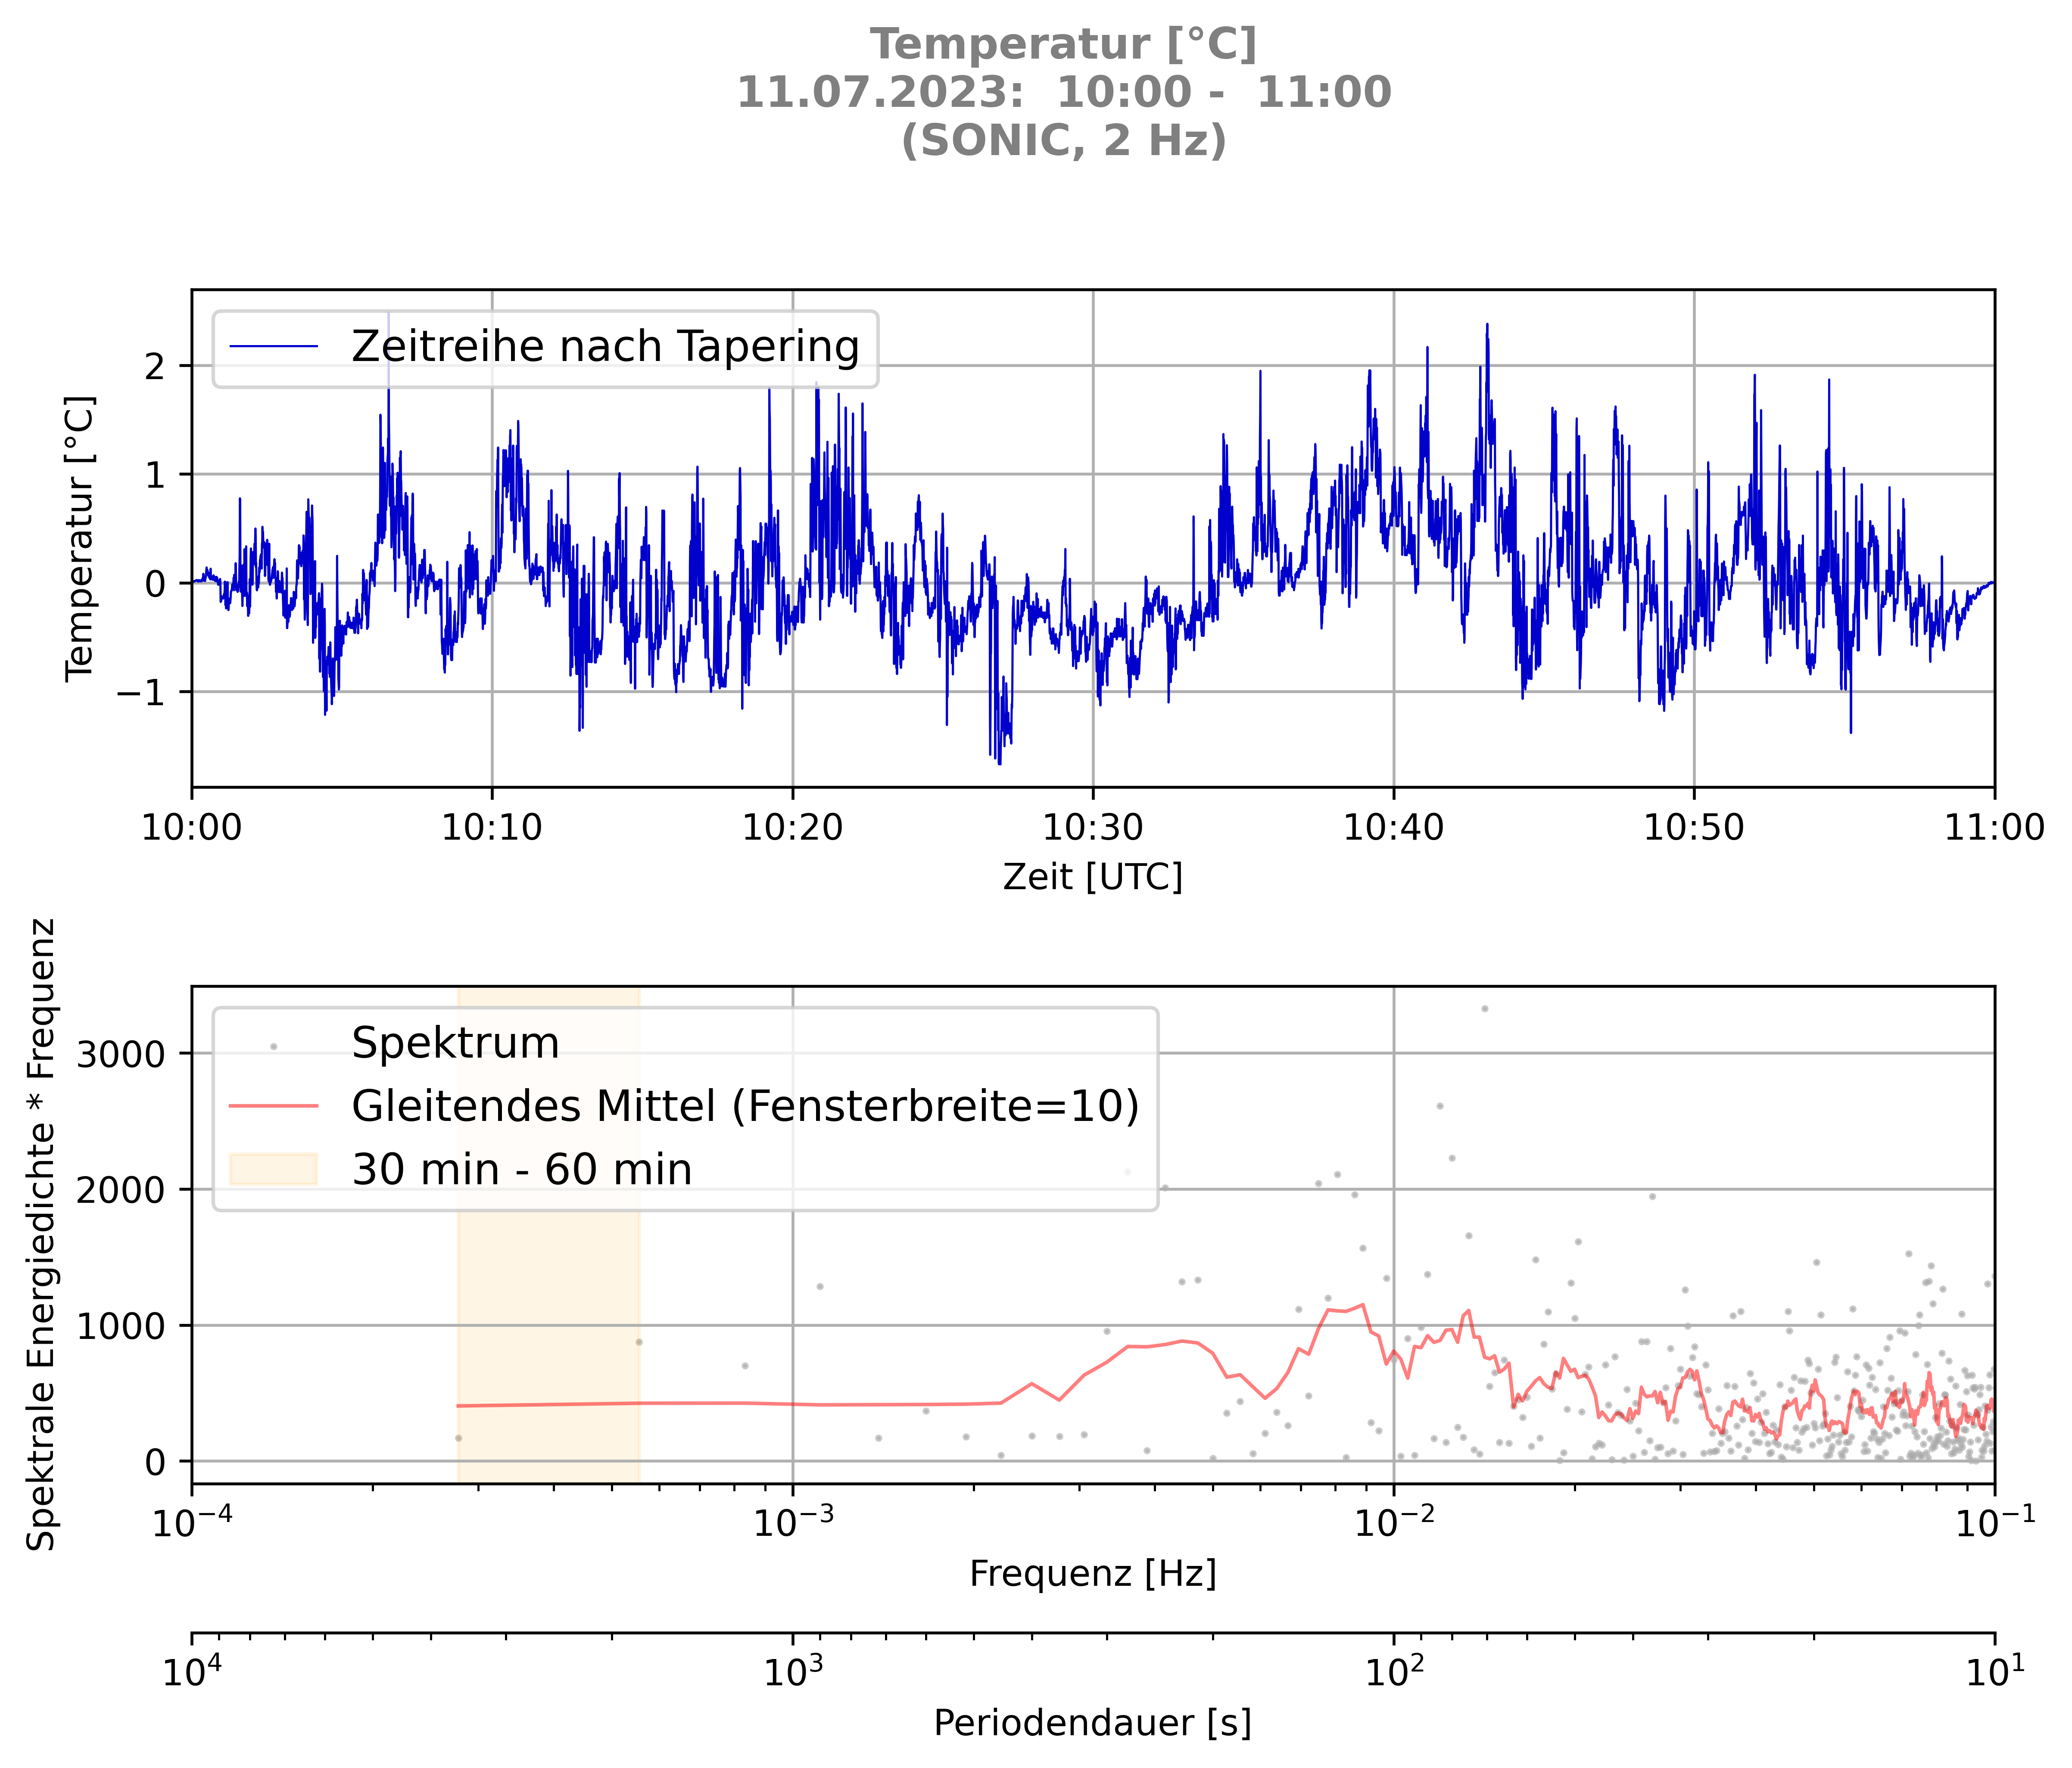 Temperatur [°C]
11.07.2023:  10:00 -  11:00
(SONIC, 2 Hz)
Zeitreihe nach Tapering
Temperatur [°C]
2
1
0
−1
10:00 10:10 10:20 10:30 10:40 10:50 11:00
Zeit [UTC]
Spektrale Energiedichte * Frequenz
Spektrum
Gleitendes Mittel (Fensterbreite=10)
30 min - 60 min
3000
2000
1000
0
10⁻⁴ 10⁻³ 10⁻² 10⁻¹
Frequenz [Hz]
10⁴ 10³ 10² 10¹
Periodendauer [s]